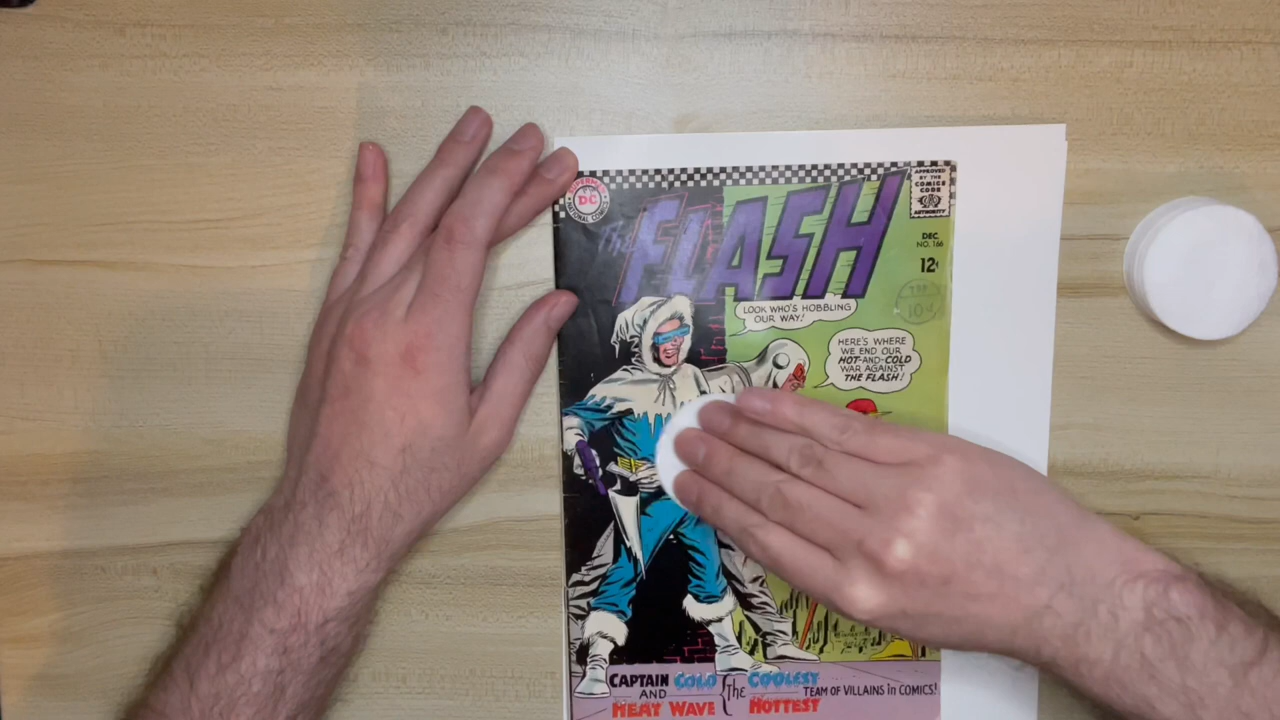 SUPERMAN
DC
NATIONAL COMICS
The FLASH
APPROVED
BY THE
COMICS
CODE
AUTHORITY
DEC.
NO. 166
12¢
LOOK WHO'S HOBBLING
OUR WAY!
HERE'S WHERE
WE END OUR
HOT-AND-COLD
WAR AGAINST
THE FLASH!
CAPTAIN COLD
AND
HEAT WAVE
{the
COOLEST
HOTTEST
TEAM OF VILLAINS in COMICS!